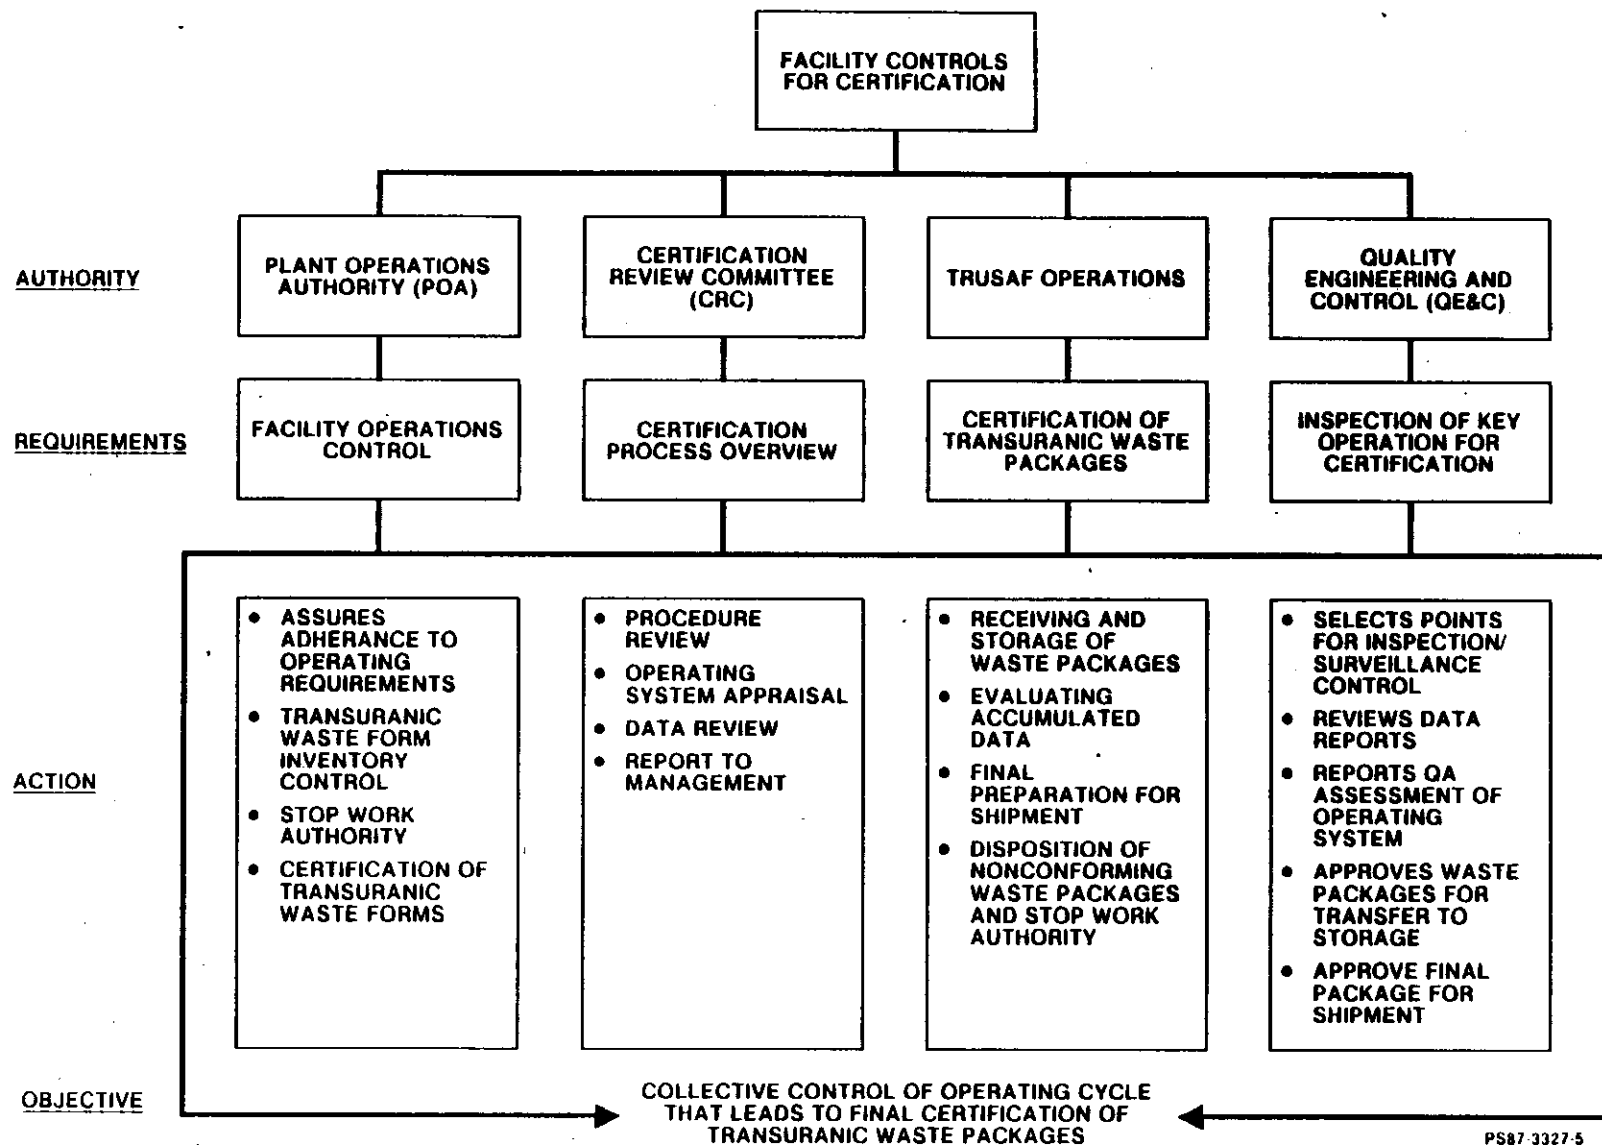 FACILITY CONTROLS
FOR CERTIFICATION
AUTHORITY
PLANT OPERATIONS
AUTHORITY (POA)
CERTIFICATION
REVIEW COMMITTEE
(CRC)
TRUSAF OPERATIONS
QUALITY
ENGINEERING AND
CONTROL (QE&C)
REQUIREMENTS
FACILITY OPERATIONS
CONTROL
CERTIFICATION
PROCESS OVERVIEW
CERTIFICATION OF
TRANSURANIC WASTE
PACKAGES
INSPECTION OF KEY
OPERATION FOR
CERTIFICATION
ACTION
• ASSURES
ADHERANCE TO
OPERATING
REQUIREMENTS
• TRANSURANIC
WASTE FORM
INVENTORY
CONTROL
• STOP WORK
AUTHORITY
• CERTIFICATION OF
TRANSURANIC
WASTE FORMS
• PROCEDURE
REVIEW
• OPERATING
SYSTEM APPRAISAL
• DATA REVIEW
• REPORT TO
MANAGEMENT
• RECEIVING AND
STORAGE OF
WASTE PACKAGES
• EVALUATING
ACCUMULATED
DATA
• FINAL
PREPARATION FOR
SHIPMENT
• DISPOSITION OF
NONCONFORMING
WASTE PACKAGES
AND STOP WORK
AUTHORITY
• SELECTS POINTS
FOR INSPECTION/
SURVEILLANCE
CONTROL
• REVIEWS DATA
REPORTS
• REPORTS QA
ASSESSMENT OF
OPERATING
SYSTEM
• APPROVES WASTE
PACKAGES FOR
TRANSFER TO
STORAGE
• APPROVE FINAL
PACKAGE FOR
SHIPMENT
OBJECTIVE
COLLECTIVE CONTROL OF OPERATING CYCLE
THAT LEADS TO FINAL CERTIFICATION OF
TRANSURANIC WASTE PACKAGES
PS87-3327-5